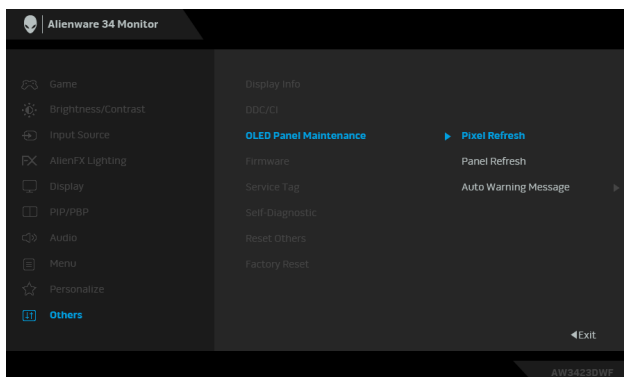 Alienware 34 Monitor
Game
Brightness/Contrast
Input Source
AlienFX Lighting
Display
PIP/PBP
Audio
Menu
Personalize
Others
Display Info
DDC/CI
OLED Panel Maintenance
Firmware
Service Tag
Self-Diagnostic
Reset Others
Factory Reset
Pixel Refresh
Panel Refresh
Auto Warning Message
Exit
AW3423DWF